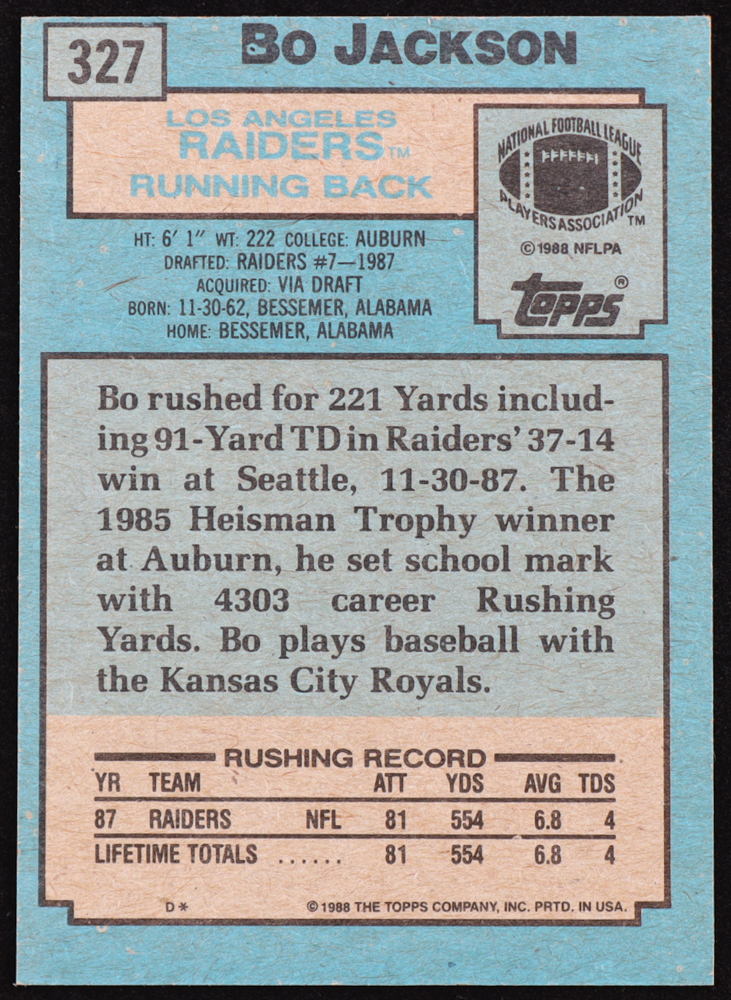 327
BO JACKSON
LOS ANGELES
RAIDERS™
RUNNING BACK
NATIONAL FOOTBALL LEAGUE
PLAYERS ASSOCIATION™
© 1988 NFLPA
topps®
HT: 6' 1" WT: 222 COLLEGE: AUBURN
DRAFTED: RAIDERS #7—1987
ACQUIRED: VIA DRAFT
BORN: 11-30-62, BESSEMER, ALABAMA
HOME: BESSEMER, ALABAMA
Bo rushed for 221 Yards includ-
ing 91-Yard TD in Raiders' 37-14
win at Seattle, 11-30-87. The
1985 Heisman Trophy winner
at Auburn, he set school mark
with 4303 career Rushing
Yards. Bo plays baseball with
the Kansas City Royals.
RUSHING RECORD
YR TEAM ATT YDS AVG TDS
87 RAIDERS NFL 81 554 6.8 4
LIFETIME TOTALS ...... 81 554 6.8 4
D* © 1988 THE TOPPS COMPANY, INC. PRTD. IN USA.